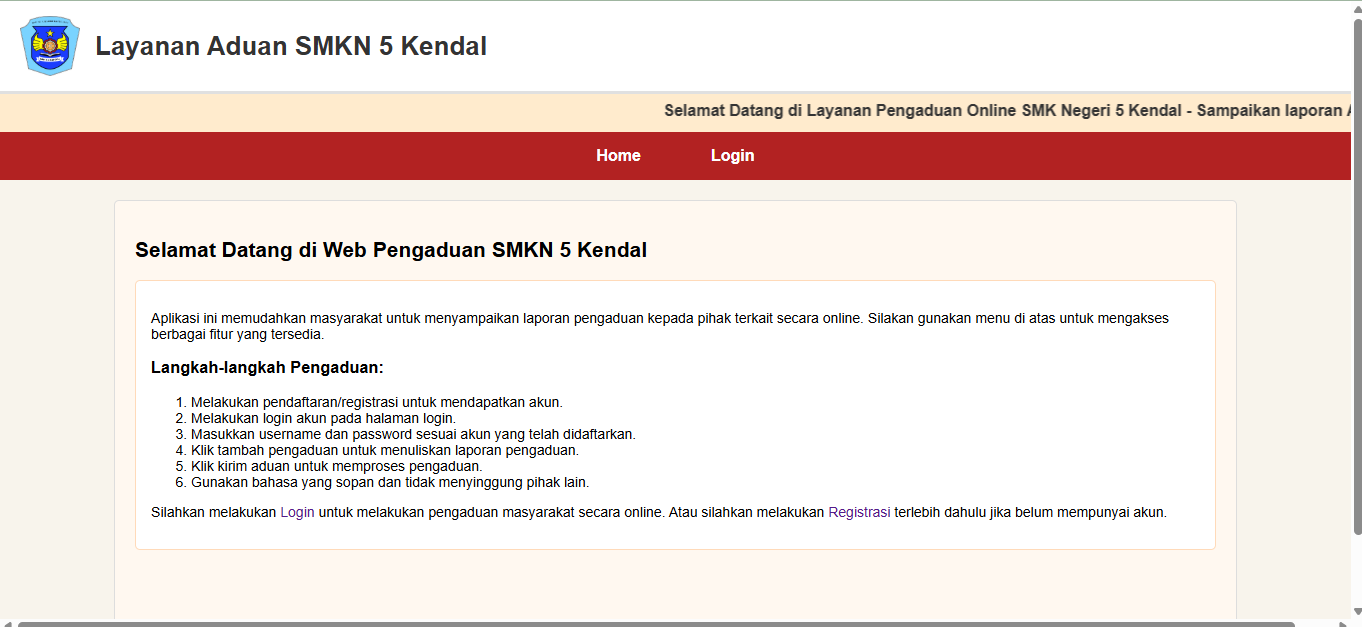 Layanan Aduan SMKN 5 Kendal
Selamat Datang di Layanan Pengaduan Online SMK Negeri 5 Kendal - Sampaikan laporan
Home Login
Selamat Datang di Web Pengaduan SMKN 5 Kendal
Aplikasi ini memudahkan masyarakat untuk menyampaikan laporan pengaduan kepada pihak terkait secara online. Silakan gunakan menu di atas untuk mengakses
berbagai fitur yang tersedia.
Langkah-langkah Pengaduan:
1. Melakukan pendaftaran/registrasi untuk mendapatkan akun.
2. Melakukan login akun pada halaman login.
3. Masukkan username dan password sesuai akun yang telah didaftarkan.
4. Klik tambah pengaduan untuk menuliskan laporan pengaduan.
5. Klik kirim aduan untuk memproses pengaduan.
6. Gunakan bahasa yang sopan dan tidak menyinggung pihak lain.
Silahkan melakukan Login untuk melakukan pengaduan masyarakat secara online. Atau silahkan melakukan Registrasi terlebih dahulu jika belum mempunyai akun.